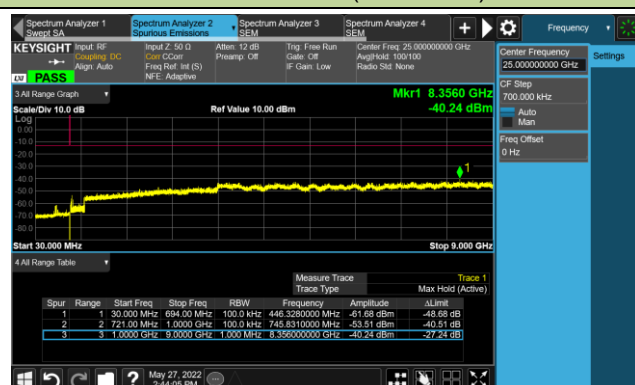 (
)
Spectrum Analyzer 1
Swept SA
Spectrum Analyzer 2
Spurious Emissions
Spectrum Analyzer 3
SEM
Spectrum Analyzer 4
SEM
Frequency
KEYSIGHT
Input: RF
Coupling: DC
Align: Auto
Input Z: 50 Ω
Corr CCorr
Freq Ref: Int (S)
NFE: Adaptive
Atten: 12 dB
Preamp: Off
Trig: Free Run
Gate: Off
IF Gain: Low
Center Freq: 25.000000000 GHz
Avg|Hold: 100/100
Radio Std: None
LXI PASS
Center Frequency
25.000000000 GHz
Settings
CF Step
700.000 kHz
Auto
Man
Freq Offset
0 Hz
3 All Range Graph
Mkr1 8.3560 GHz
-40.24 dBm
Scale/Div 10.0 dB
Ref Value 10.00 dBm
Log
0.00
-10.0
-20.0
-30.0
-40.0
-50.0
-60.0
-70.0
-80.0
1
Start 30.000 MHz
Stop 9.000 GHz
4 All Range Table
Measure Trace Trace 1
Trace Type Max Hold (Active)
Spur Range Start Freq Stop Freq RBW Frequency Amplitude ΔLimit
1 1 30.000 MHz 694.00 MHz 100.0 kHz 446.3280000 MHz -61.68 dBm -48.68 dB
2 2 721.00 MHz 1.0000 GHz 100.0 kHz 745.8310000 MHz -53.51 dBm -40.51 dB
3 3 1.0000 GHz 9.0000 GHz 1.000 MHz 8.356000000 GHz -40.24 dBm -27.24 dB
May 27, 2022
2:44:05 PM